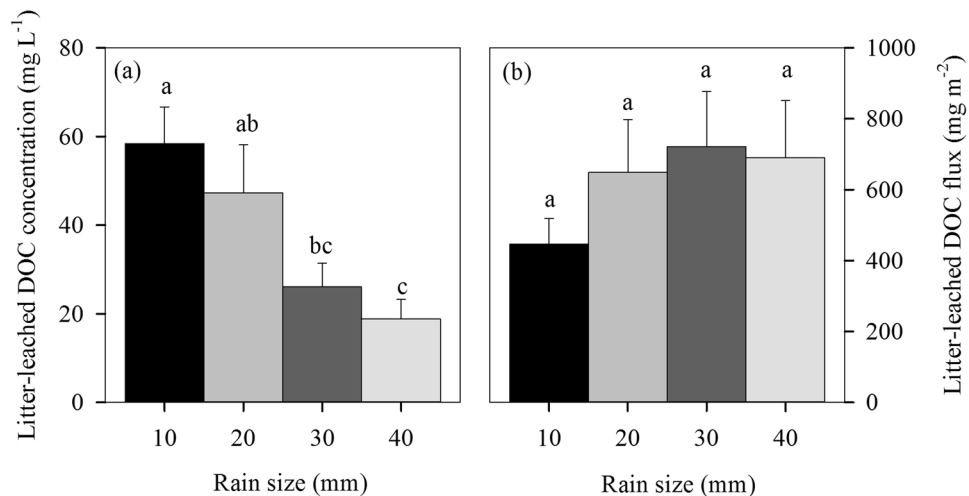 Litter-leached DOC concentration (mg L⁻¹)
80
60
40
20
0
(a)
a
ab
bc
c
10 20 30 40
Rain size (mm)
(b)
a
a
a
a
10 20 30 40
Rain size (mm)
1000
800
600
400
200
0
Litter-leached DOC flux (mg m⁻²)